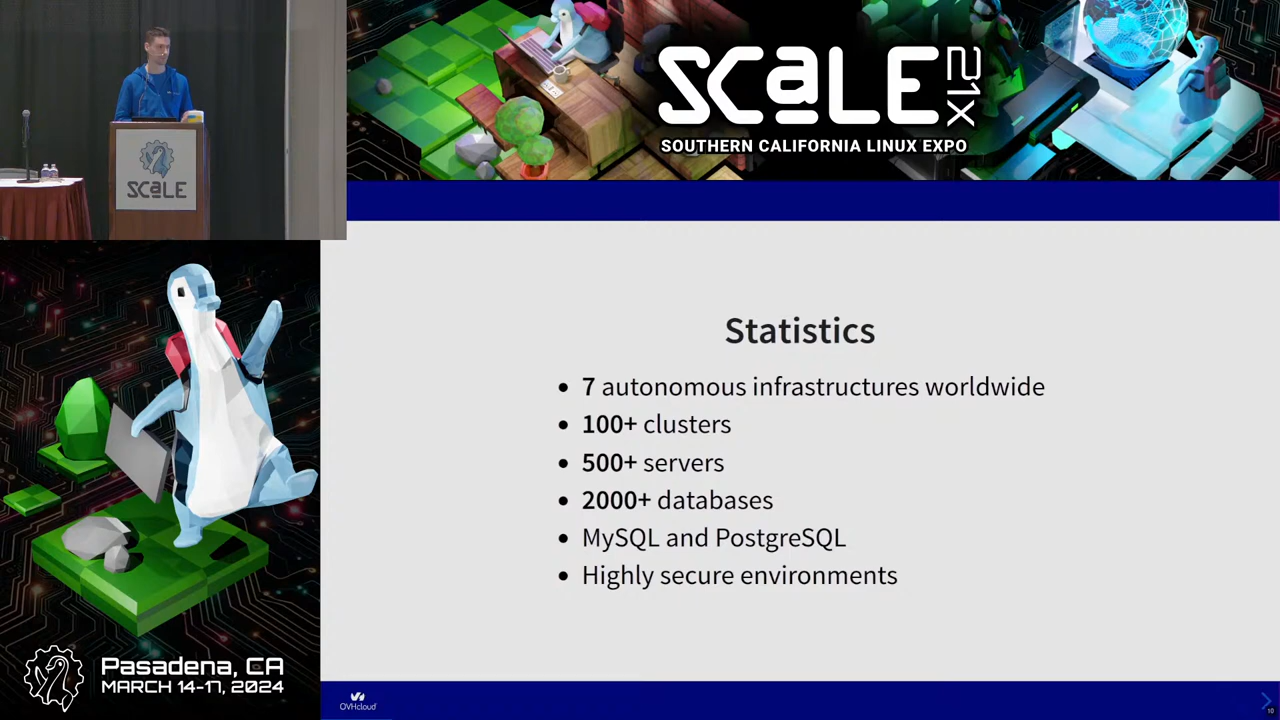 SCALE
21X
SOUTHERN CALIFORNIA LINUX EXPO
SCALE
Statistics
• 7 autonomous infrastructures worldwide
• 100+ clusters
• 500+ servers
• 2000+ databases
• MySQL and PostgreSQL
• Highly secure environments
Pasadena, CA
MARCH 14-17, 2024
OVHcloud
10